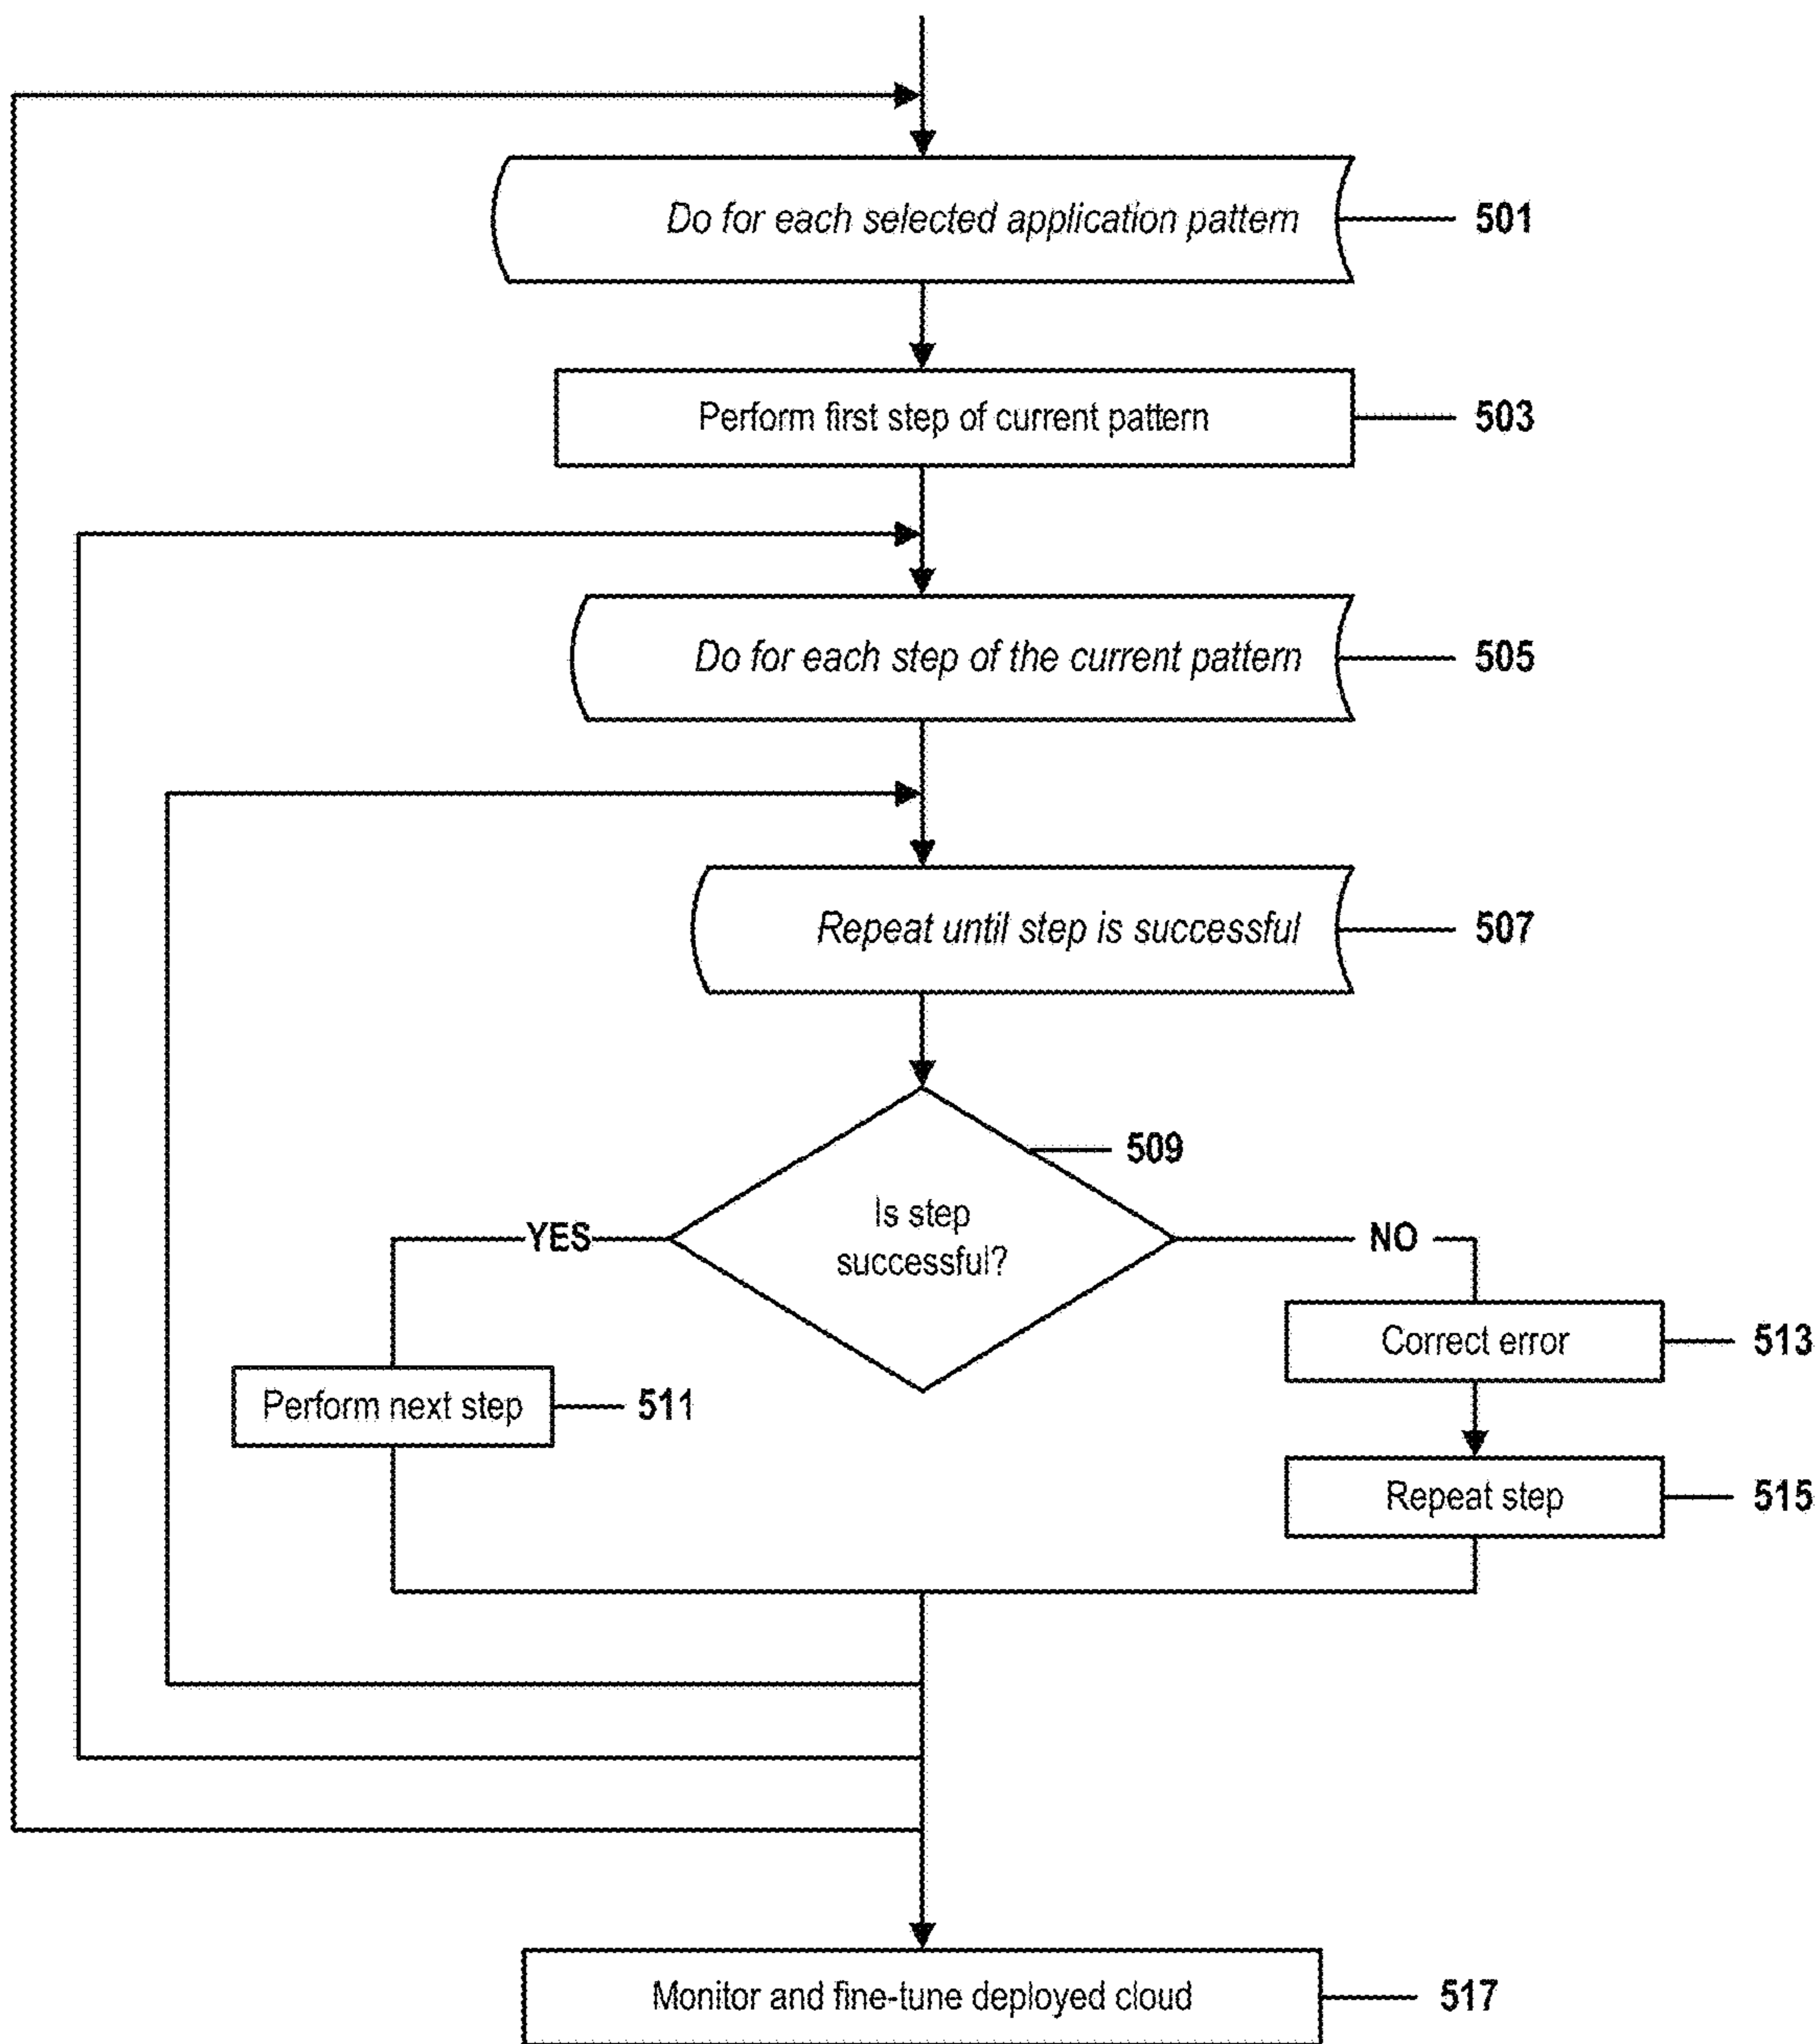 Do for each selected application pattern
501
Perform first step of current pattern
503
Do for each step of the current pattern
505
Repeat until step is successful
507
509
Is step
successful?
YES
NO
Correct error
513
Perform next step
511
Repeat step
515
Monitor and fine-tune deployed cloud
517